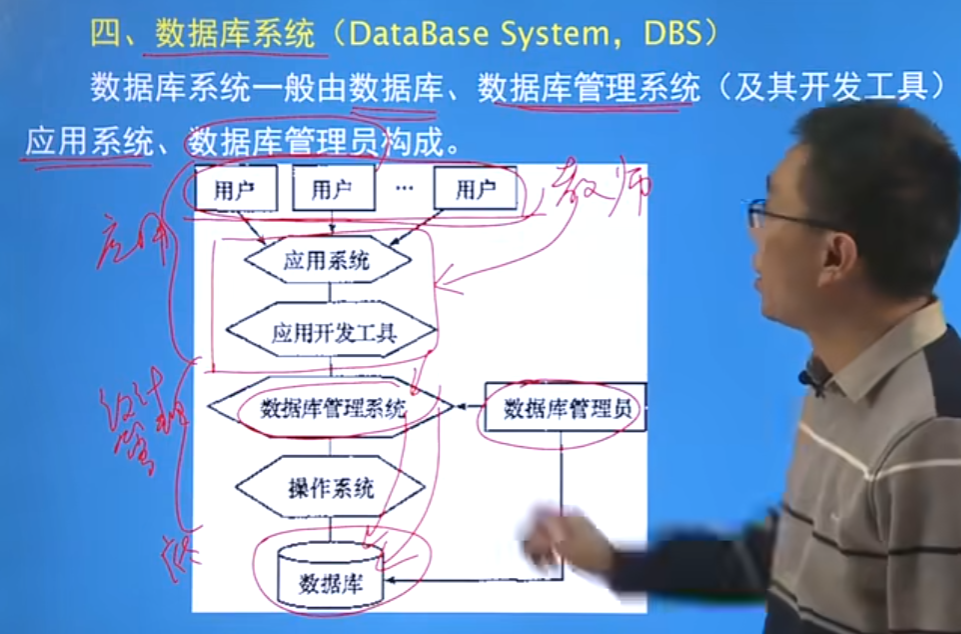 四、数据库系统（DataBase System，DBS）
数据库系统一般由数据库、数据库管理系统（及其开发工具）
应用系统、数据库管理员构成。
用户 用户 … 用户
教师
应用
应用系统
应用开发工具
数据库管理系统 数据库管理员
操作系统
数据库